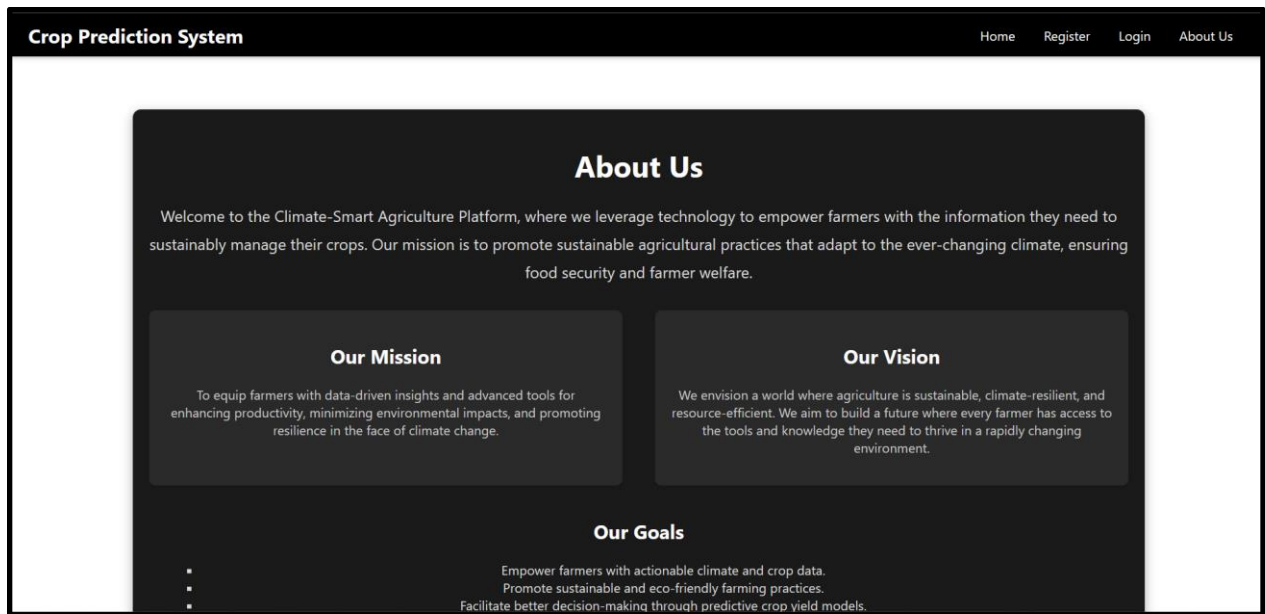 Crop Prediction System
Home Register Login About Us
About Us
Welcome to the Climate-Smart Agriculture Platform, where we leverage technology to empower farmers with the information they need to
sustainably manage their crops. Our mission is to promote sustainable agricultural practices that adapt to the ever-changing climate, ensuring
food security and farmer welfare.
Our Mission
To equip farmers with data-driven insights and advanced tools for
enhancing productivity, minimizing environmental impacts, and promoting
resilience in the face of climate change.
Our Vision
We envision a world where agriculture is sustainable, climate-resilient, and
resource-efficient. We aim to build a future where every farmer has access to
the tools and knowledge they need to thrive in a rapidly changing
environment.
Our Goals
Empower farmers with actionable climate and crop data.
Promote sustainable and eco-friendly farming practices.
Facilitate better decision-making through predictive crop yield models.